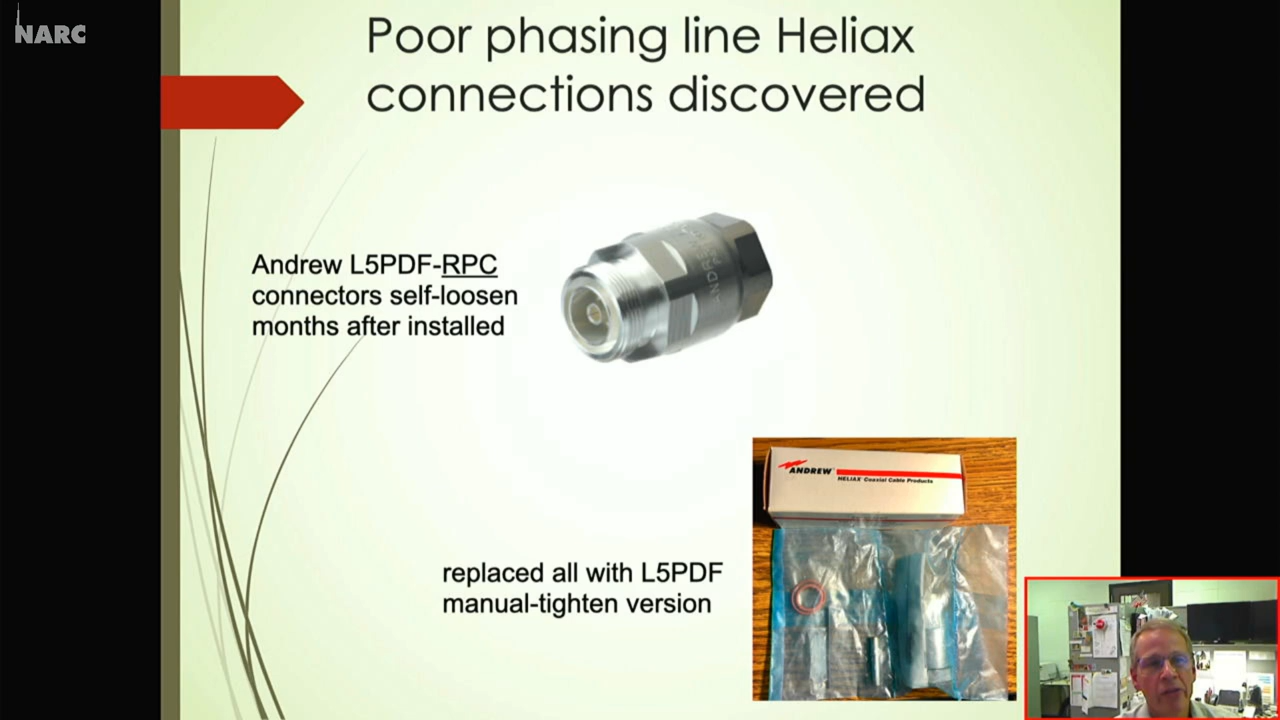 NARC
Poor phasing line Heliax
connections discovered
Andrew L5PDF-RPC
connectors self-loosen
months after installed
ANDREW
ANDREW
HELIAX Coaxial Cable Products
replaced all with L5PDF
manual-tighten version